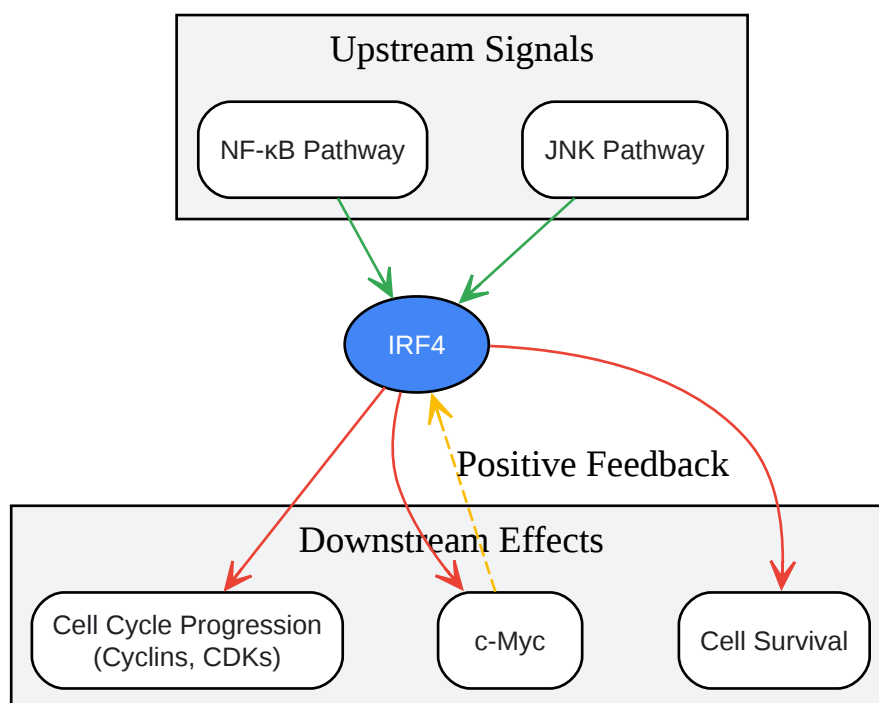 Upstream Signals
NF-κB Pathway
JNK Pathway
IRF4
Positive Feedback
Downstream Effects
Cell Cycle Progression
(Cyclins, CDKs)
c-Myc
Cell Survival